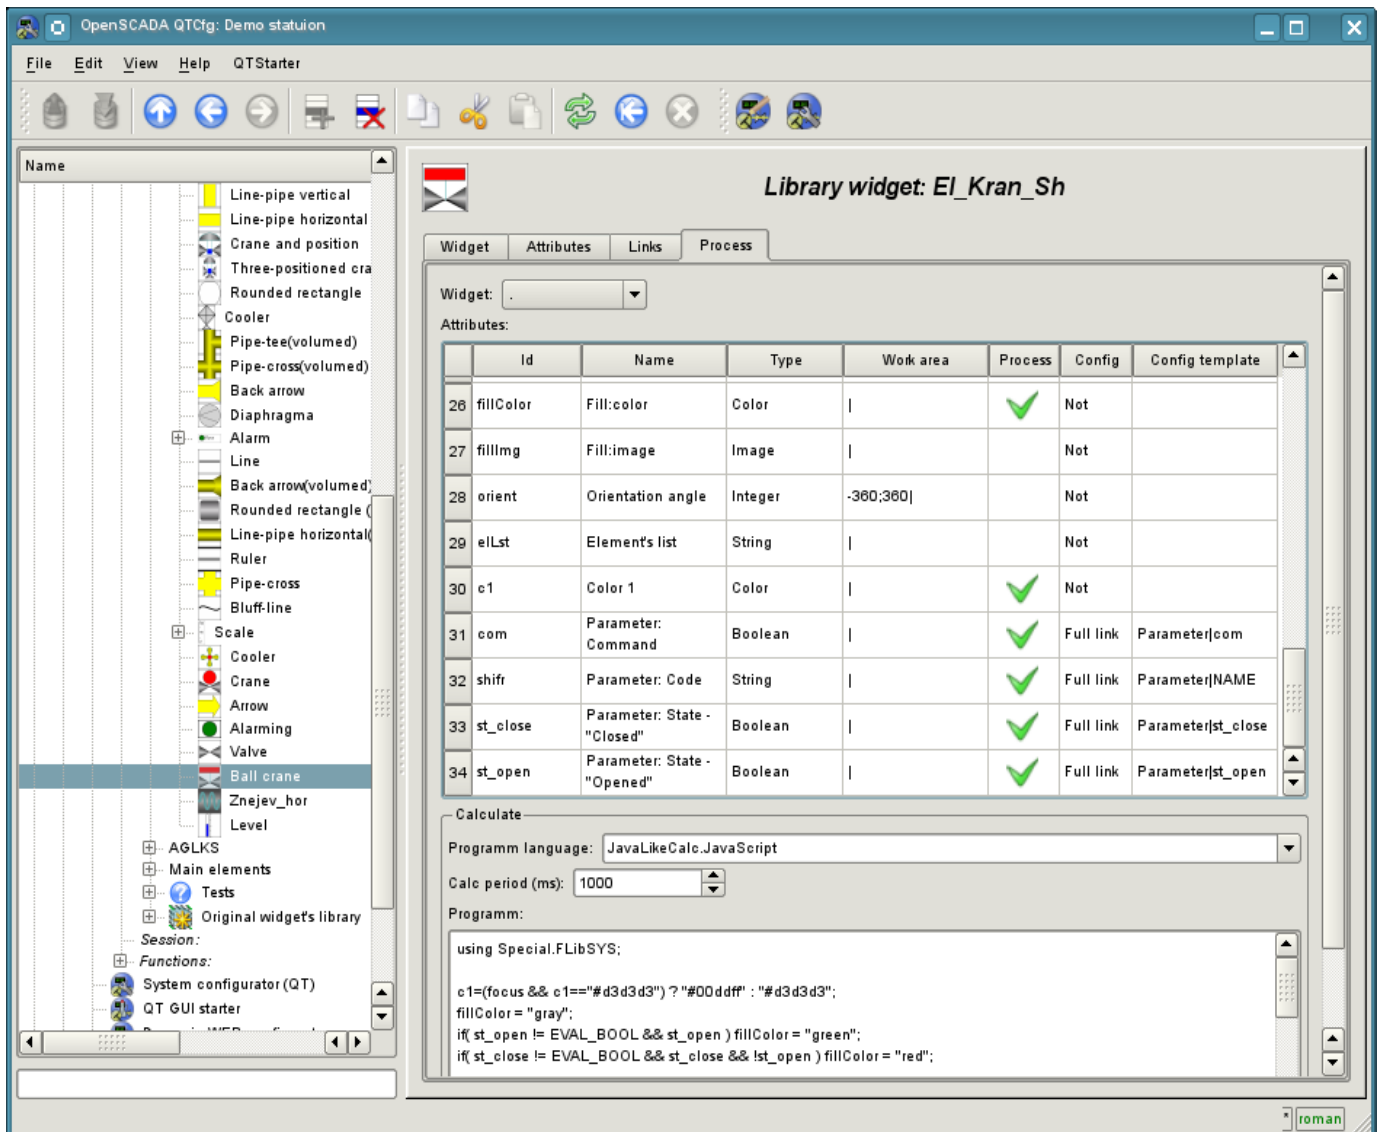 OpenSCADA QTCfg: Demo statuion
File Edit View Help QTStarter
Name
Line-pipe vertical
Line-pipe horizontal
Crane and position
Three-positioned cra
Rounded rectangle
Cooler
Pipe-tee(volumed)
Pipe-cross(volumed)
Back arrow
Diaphragma
Alarm
Line
Back arrow(volumed)
Rounded rectangle (
Line-pipe horizontal(
Ruler
Pipe-cross
Bluff-line
Scale
Cooler
Crane
Arrow
Alarming
Valve
Ball crane
Znejev_hor
Level
AGLKS
Main elements
Tests
Original widget's library
Session:
Functions:
System configurator (QT)
QT GUI starter
Library widget: El_Kran_Sh
Widget Attributes Links Process
Widget: .
Attributes:
Id Name Type Work area Process Config Config template
26 fillColor Fill:color Color | Not
27 fillImg Fill:image Image | Not
28 orient Orientation angle Integer -360;360| Not
29 elLst Element's list String | Not
30 c1 Color 1 Color | Not
31 com Parameter: Command Boolean | Full link Parameter|com
32 shifr Parameter: Code String | Full link Parameter|NAME
33 st_close Parameter: State - "Closed" Boolean | Full link Parameter|st_close
34 st_open Parameter: State - "Opened" Boolean | Full link Parameter|st_open
Calculate
Programm language: JavaLikeCalc.JavaScript
Calc period (ms): 1000
Programm:
using Special.FLibSYS;
c1=(focus && c1=="#d3d3d3") ? "#00ddff" : "#d3d3d3";
fillColor = "gray";
if( st_open != EVAL_BOOL && st_open ) fillColor = "green";
if( st_close != EVAL_BOOL && st_close && !st_open ) fillColor = "red";
* roman